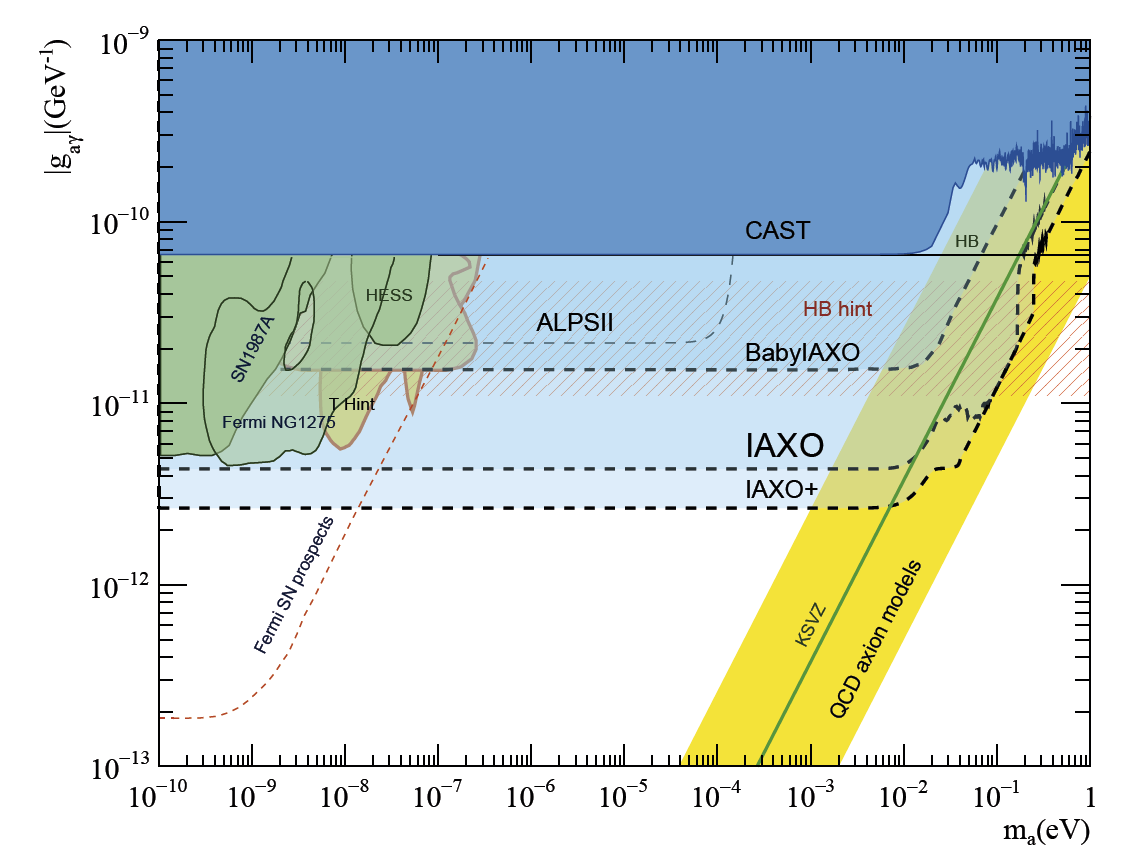 |gₐᵧ|(GeV⁻¹)
10⁻⁹
10⁻¹⁰
10⁻¹¹
10⁻¹²
10⁻¹³
CAST
HB
HESS
HB hint
ALPSII
SN1987A
BabyIAXO
T Hint
Fermi NG1275
IAXO
IAXO+
Fermi SN prospects
KSVZ
QCD axion models
10⁻¹⁰ 10⁻⁹ 10⁻⁸ 10⁻⁷ 10⁻⁶ 10⁻⁵ 10⁻⁴ 10⁻³ 10⁻² 10⁻¹ 1
mₐ(eV)